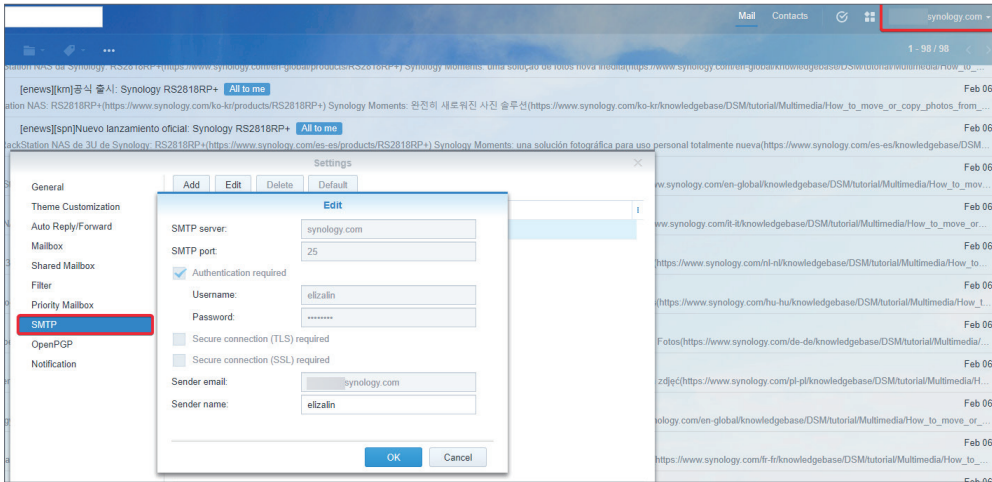 Mail Contacts synology.com
1 - 98 / 98
Station NAS da Synology: RS2818RP+(https://www.synology.com/en-global/products/RS2818RP+) Synology Moments: uma solução de fotos nova inédita(https://www.synology.com/en-global/knowledgebase/DSM/tutorial/Multimedia/How_to_...
[enews][km]공식 출시: Synology RS2818RP+ All to me Feb 06
ation NAS: RS2818RP+(https://www.synology.com/ko-kr/products/RS2818RP+) Synology Moments: 완전히 새로워진 사진 솔루션(https://www.synology.com/ko-kr/knowledgebase/DSM/tutorial/Multimedia/How_to_move_or_copy_photos_from_...
[enews][spn]Nuevo lanzamiento oficial: Synology RS2818RP+ All to me Feb 06
ackStation NAS de 3U de Synology: RS2818RP+(https://www.synology.com/es-es/products/RS2818RP+) Synology Moments: una solución fotográfica para uso personal totalmente nueva(https://www.synology.com/es-es/knowledgebase/DSM...
Settings
Feb 06
General
Add Edit Delete Default
ww.synology.com/en-global/knowledgebase/DSM/tutorial/Multimedia/How_to_mov...
Theme Customization
Edit
Feb 06
Auto Reply/Forward
SMTP server: synology.com
ww.synology.com/it-it/knowledgebase/DSM/tutorial/Multimedia/How_to_move_or...
Mailbox
SMTP port: 25
Feb 06
Shared Mailbox
Authentication required
https://www.synology.com/nl-nl/knowledgebase/DSM/tutorial/Multimedia/How_to...
Filter
Feb 06
Username: elizalin
Priority Mailbox
(https://www.synology.com/hu-hu/knowledgebase/DSM/tutorial/Multimedia/How_t...
Password: ••••••••
SMTP
Feb 06
Secure connection (TLS) required
OpenPGP
Fotos(https://www.synology.com/de-de/knowledgebase/DSM/tutorial/Multimedia/...
Secure connection (SSL) required
Notification
Feb 06
Sender email: synology.com
zdjęć(https://www.synology.com/pl-pl/knowledgebase/DSM/tutorial/Multimedia/H...
Sender name: elizalin
Feb 06
ology.com/en-global/knowledgebase/DSM/tutorial/Multimedia/How_to_move_or_...
Feb 06
OK Cancel
https://www.synology.com/fr-fr/knowledgebase/DSM/tutorial/Multimedia/How_to_...
Feb 06